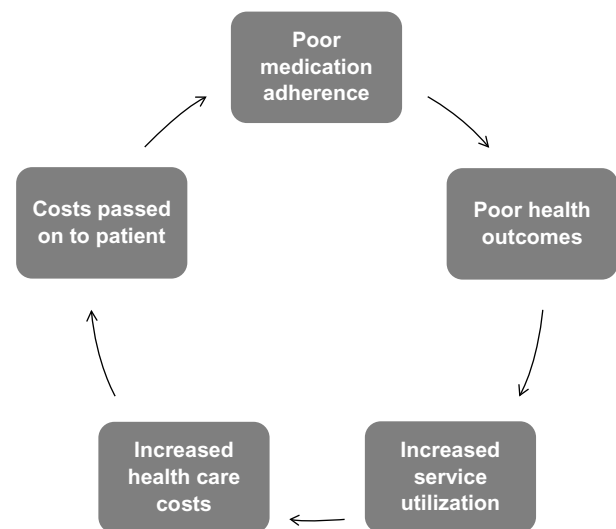 Poor
medication
adherence
Poor health
outcomes
Increased
service
utilization
Increased
health care
costs
Costs passed
on to patient